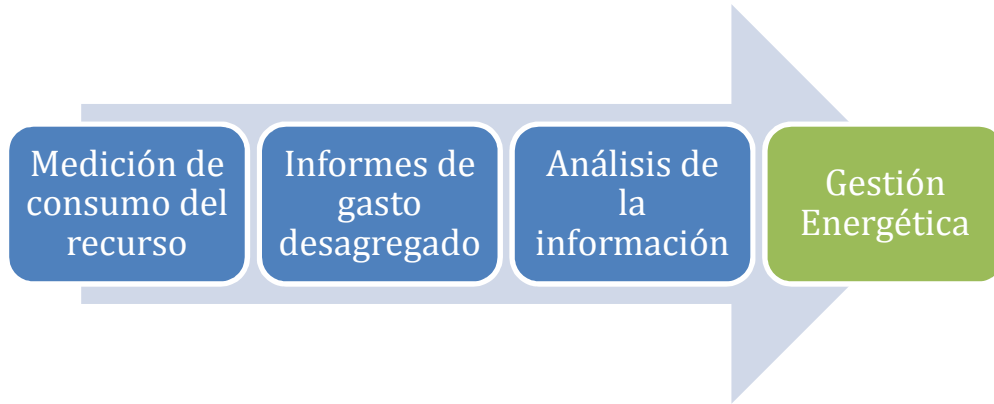 Medición de
consumo del
recurso
Informes de
gasto
desagregado
Análisis de
la
información
Gestión
Energética